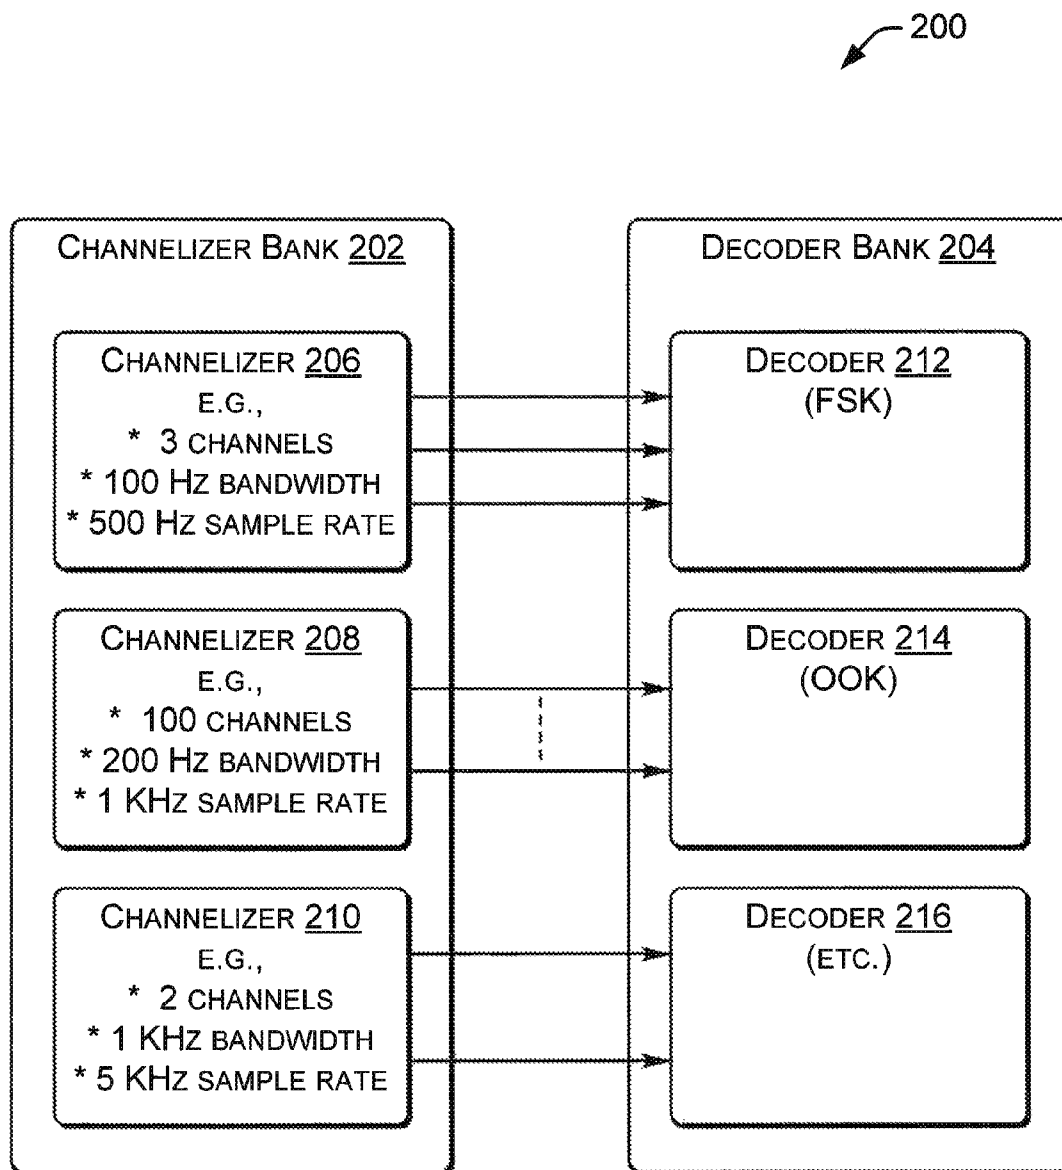 200
CHANNELIZER BANK 202
CHANNELIZER 206
E.G.,
* 3 CHANNELS
* 100 HZ BANDWIDTH
* 500 HZ SAMPLE RATE
CHANNELIZER 208
E.G.,
* 100 CHANNELS
* 200 HZ BANDWIDTH
* 1 KHZ SAMPLE RATE
CHANNELIZER 210
E.G.,
* 2 CHANNELS
* 1 KHZ BANDWIDTH
* 5 KHZ SAMPLE RATE
DECODER BANK 204
DECODER 212
(FSK)
DECODER 214
(OOK)
DECODER 216
(ETC.)